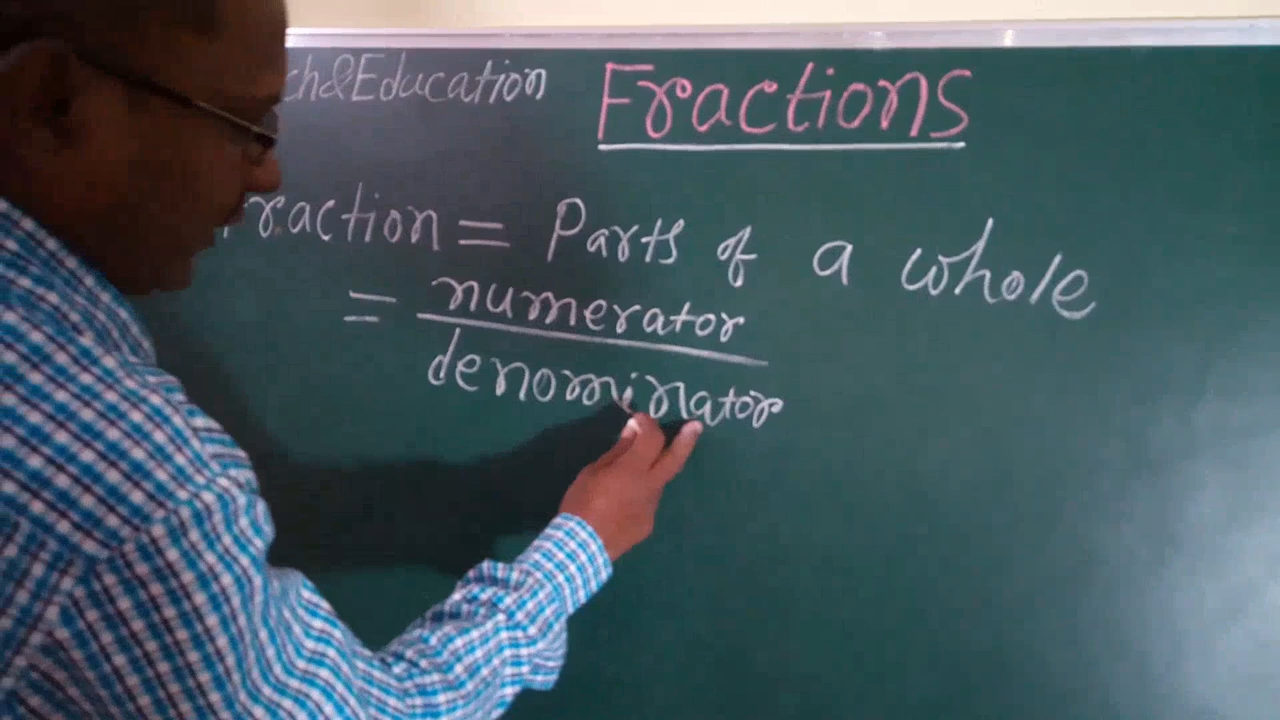 ch&Education
Fractions
raction = Parts of a whole
= numerator
denominator